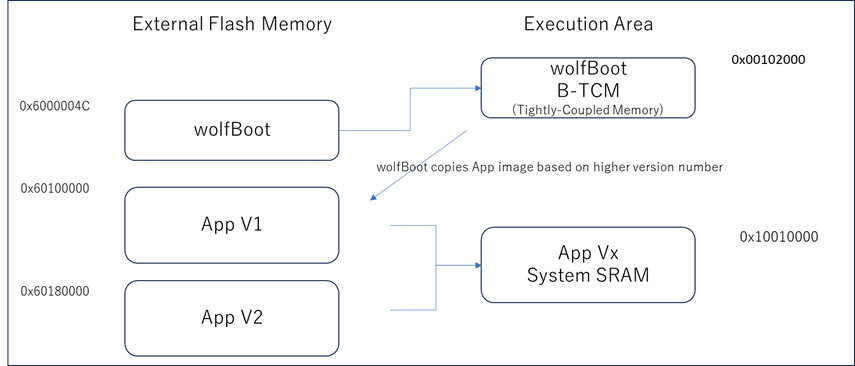 External Flash Memory
Execution Area
0x00102000
wolfBoot
B-TCM
(Tightly-Coupled Memory)
0x6000004C
wolfBoot
wolfBoot copies App image based on higher version number
0x60100000
App V1
0x10010000
App Vx
System SRAM
0x60180000
App V2